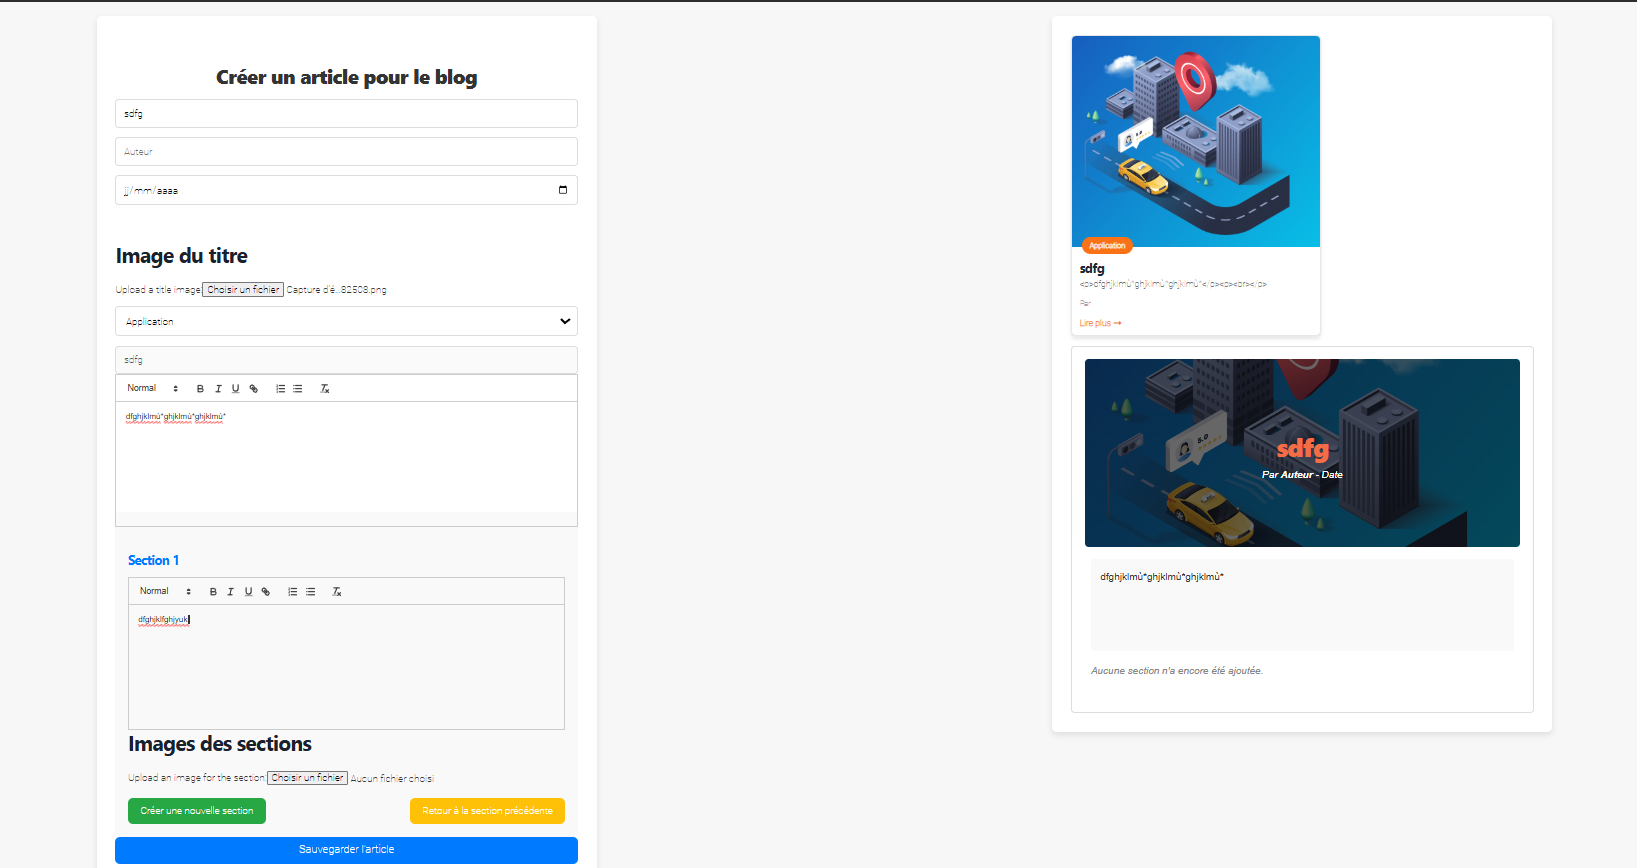 Créer un article pour le blog
sdfg
Auteur
jj/mm/aaaa
Image du titre
Upload a title image: Choisir un fichier Capture d'é...82508.png
Application
sdfg
Normal B I U
dfghjklmù*ghjklmù*ghjklmù*
Section 1
Normal B I U
dfghjklfghjyuk
Images des sections
Upload an image for the section: Choisir un fichier Aucun fichier choisi
Créer une nouvelle section
Retour à la section précédente
Sauvegarder l'article
Application
sdfg
<p>dfghjklmù*ghjklmù*ghjklmù*</p><p><br></p>
Par
Lire plus →
5.0
sdfg
Par Auteur - Date
dfghjklmù*ghjklmù*ghjklmù*
Aucune section n'a encore été ajoutée.